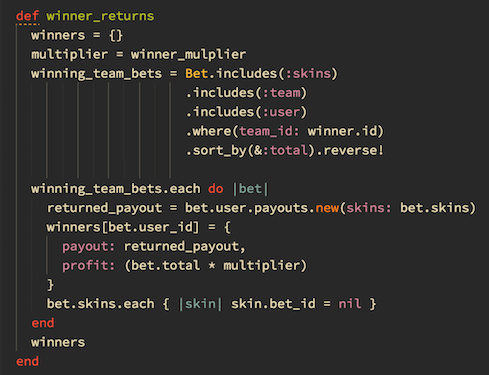 def winner_returns
winners = {}
multiplier = winner_mulplier
winning_team_bets = Bet.includes(:skins)
.includes(:team)
.includes(:user)
.where(team_id: winner.id)
.sort_by(&:total).reverse!
winning_team_bets.each do |bet|
returned_payout = bet.user.payouts.new(skins: bet.skins)
winners[bet.user_id] = {
payout: returned_payout,
profit: (bet.total * multiplier)
}
bet.skins.each { |skin| skin.bet_id = nil }
end
winners
end